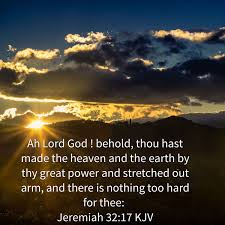 Ah Lord God ! behold, thou hast
made the heaven and the earth by
thy great power and stretched out
arm, and there is nothing too hard
for thee:
Jeremiah 32:17 KJV